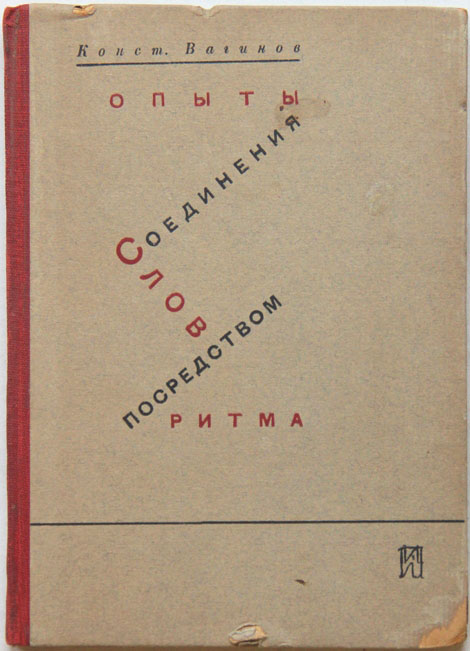 Конст. Вагинов
ОПЫТЫ
СОЕДИНЕНИЯ
СЛОВ
ПОСРЕДСТВОМ
РИТМА